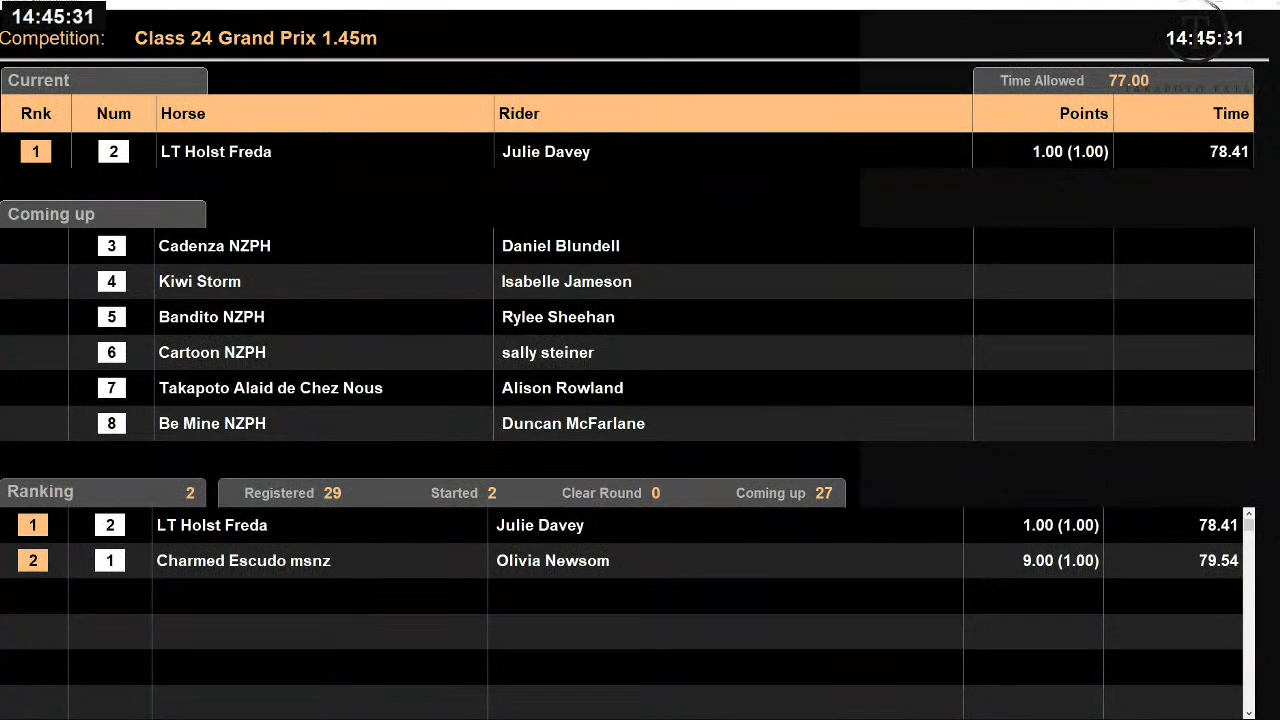 14:45:31
Competition: Class 24 Grand Prix 1.45m 14:45:31
Current Time Allowed 77.00
Rnk Num Horse Rider Points Time
1 2 LT Holst Freda Julie Davey 1.00 (1.00) 78.41
Coming up
3 Cadenza NZPH Daniel Blundell
4 Kiwi Storm Isabelle Jameson
5 Bandito NZPH Rylee Sheehan
6 Cartoon NZPH sally steiner
7 Takapoto Alaid de Chez Nous Alison Rowland
8 Be Mine NZPH Duncan McFarlane
Ranking 2 Registered 29 Started 2 Clear Round 0 Coming up 27
1 2 LT Holst Freda Julie Davey 1.00 (1.00) 78.41
2 1 Charmed Escudo msnz Olivia Newsom 9.00 (1.00) 79.54